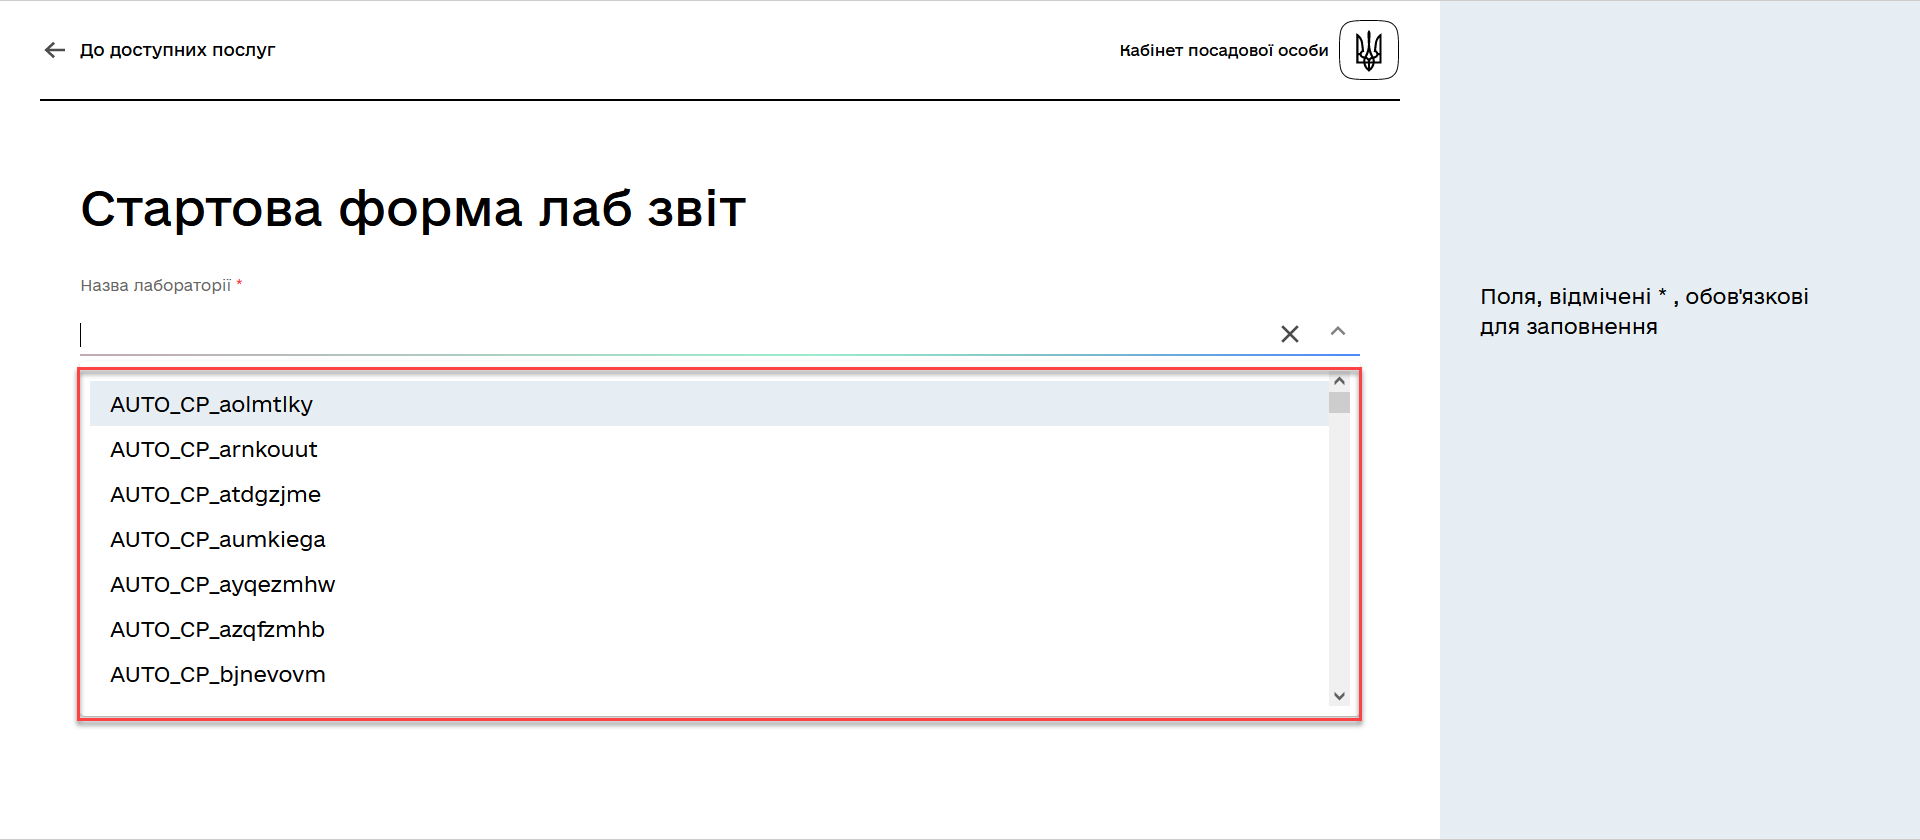 До доступних послуг
Кабінет посадової особи
Стартова форма лаб звіт
Назва лабораторії *
Поля, відмічені * , обов'язкові
для заповнення
AUTO_CP_aolmtlky
AUTO_CP_arnkouut
AUTO_CP_atdgzjme
AUTO_CP_aumkiega
AUTO_CP_ayqezmhw
AUTO_CP_azqfzmhb
AUTO_CP_bjnevovm